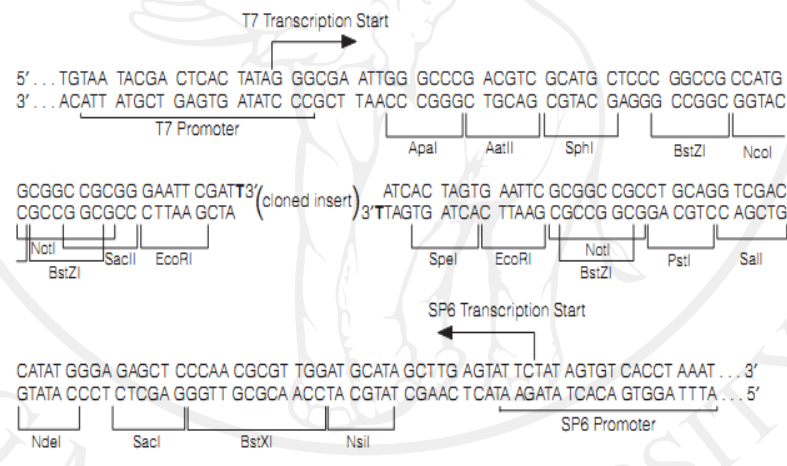 T7 Transcription Start
5′ . . . TGTAA TACGA CTCAC TATAG GGCGA ATTGG GCCCG ACGTC GCATG CTCCC GGCCG CCATG
3′ . . . ACATT ATGCT GAGTG ATATC CCGCT TAACC CGGGC TGCAG CGTAC GAGGG CCGGC GGTAC
T7 Promoter
ApaI AatII SphI BstZI NcoI
GCGGC CGCGG GAATT CGATT3′ (cloned insert) ATCAC TAGTG AATTC GCGGC CGCCT GCAGG TCGAC
CGCCG GCGCC CTTAA GCTA 3′TTAGTG ATCAC TTAAG CGCCG GCGGA CGTCC AGCTG
NotI SacII EcoRI SpeI EcoRI NotI PstI SalI
BstZI BstZI
SP6 Transcription Start
CATAT GGGA GAGCT CCCAA CGCGT TGGAT GCATA GCTTG AGTAT TCTAT AGTGT CACCT AAAT . . . 3′
GTATA CCCT CTCGA GGGTT GCGCA ACCTA CGTAT CGAAC TCATA AGATA TCACA GTGGA TTTA . . . 5′
SP6 Promoter
NdeI SacI BstXI NsiI